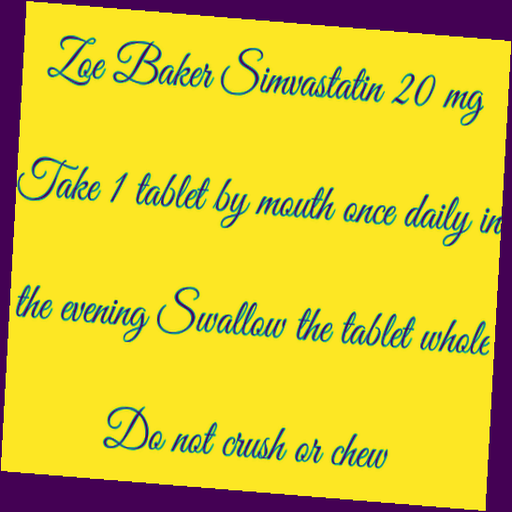 Zoe Baker Simvastatin 20 mg
Take 1 tablet by mouth once daily in
the evening Swallow the tablet whole
Do not crush or chew